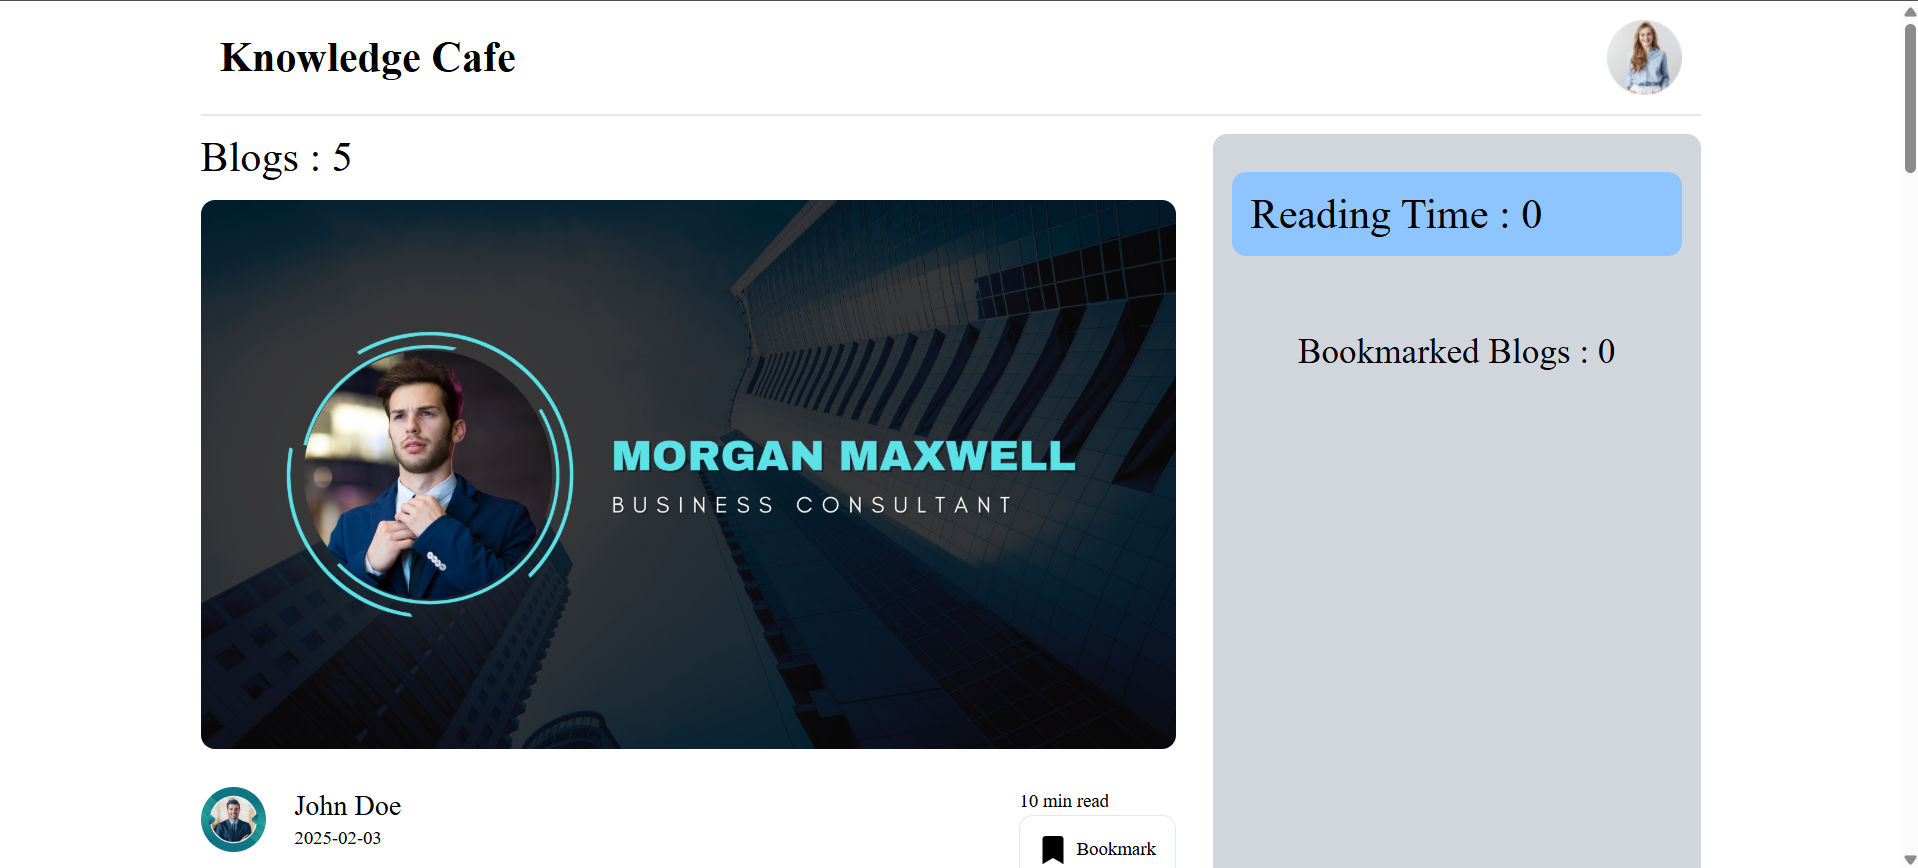 Knowledge Cafe
Blogs : 5
MORGAN MAXWELL
BUSINESS CONSULTANT
John Doe
2025-02-03
10 min read
Bookmark
Reading Time : 0
Bookmarked Blogs : 0